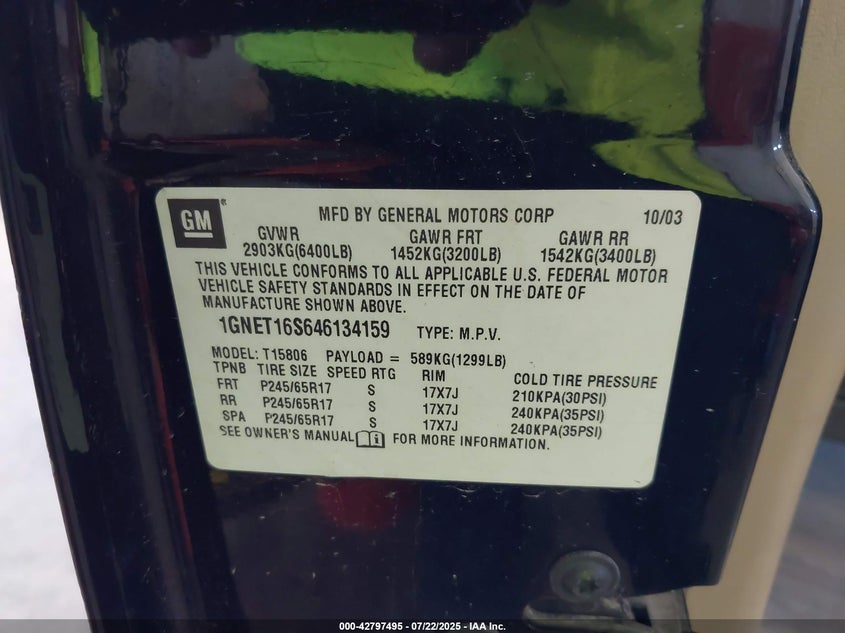 GM ®
MFD BY GENERAL MOTORS CORP 10/03
GVWR GAWR FRT GAWR RR
2903KG(6400LB) 1452KG(3200LB) 1542KG(3400LB)
THIS VEHICLE CONFORMS TO ALL APPLICABLE U.S. FEDERAL MOTOR
VEHICLE SAFETY STANDARDS IN EFFECT ON THE DATE OF
MANUFACTURE SHOWN ABOVE.
1GNET16S646134159 TYPE: M.P.V.
MODEL: T15806 PAYLOAD = 589KG(1299LB)
TPNB TIRE SIZE SPEED RTG RIM COLD TIRE PRESSURE
FRT P245/65R17 S 17X7J 210KPA(30PSI)
RR P245/65R17 S 17X7J 240KPA(35PSI)
SPA P245/65R17 S 17X7J 240KPA(35PSI)
SEE OWNER'S MANUAL FOR MORE INFORMATION.
000-42797495 - 07/22/2025 - IAA Inc.